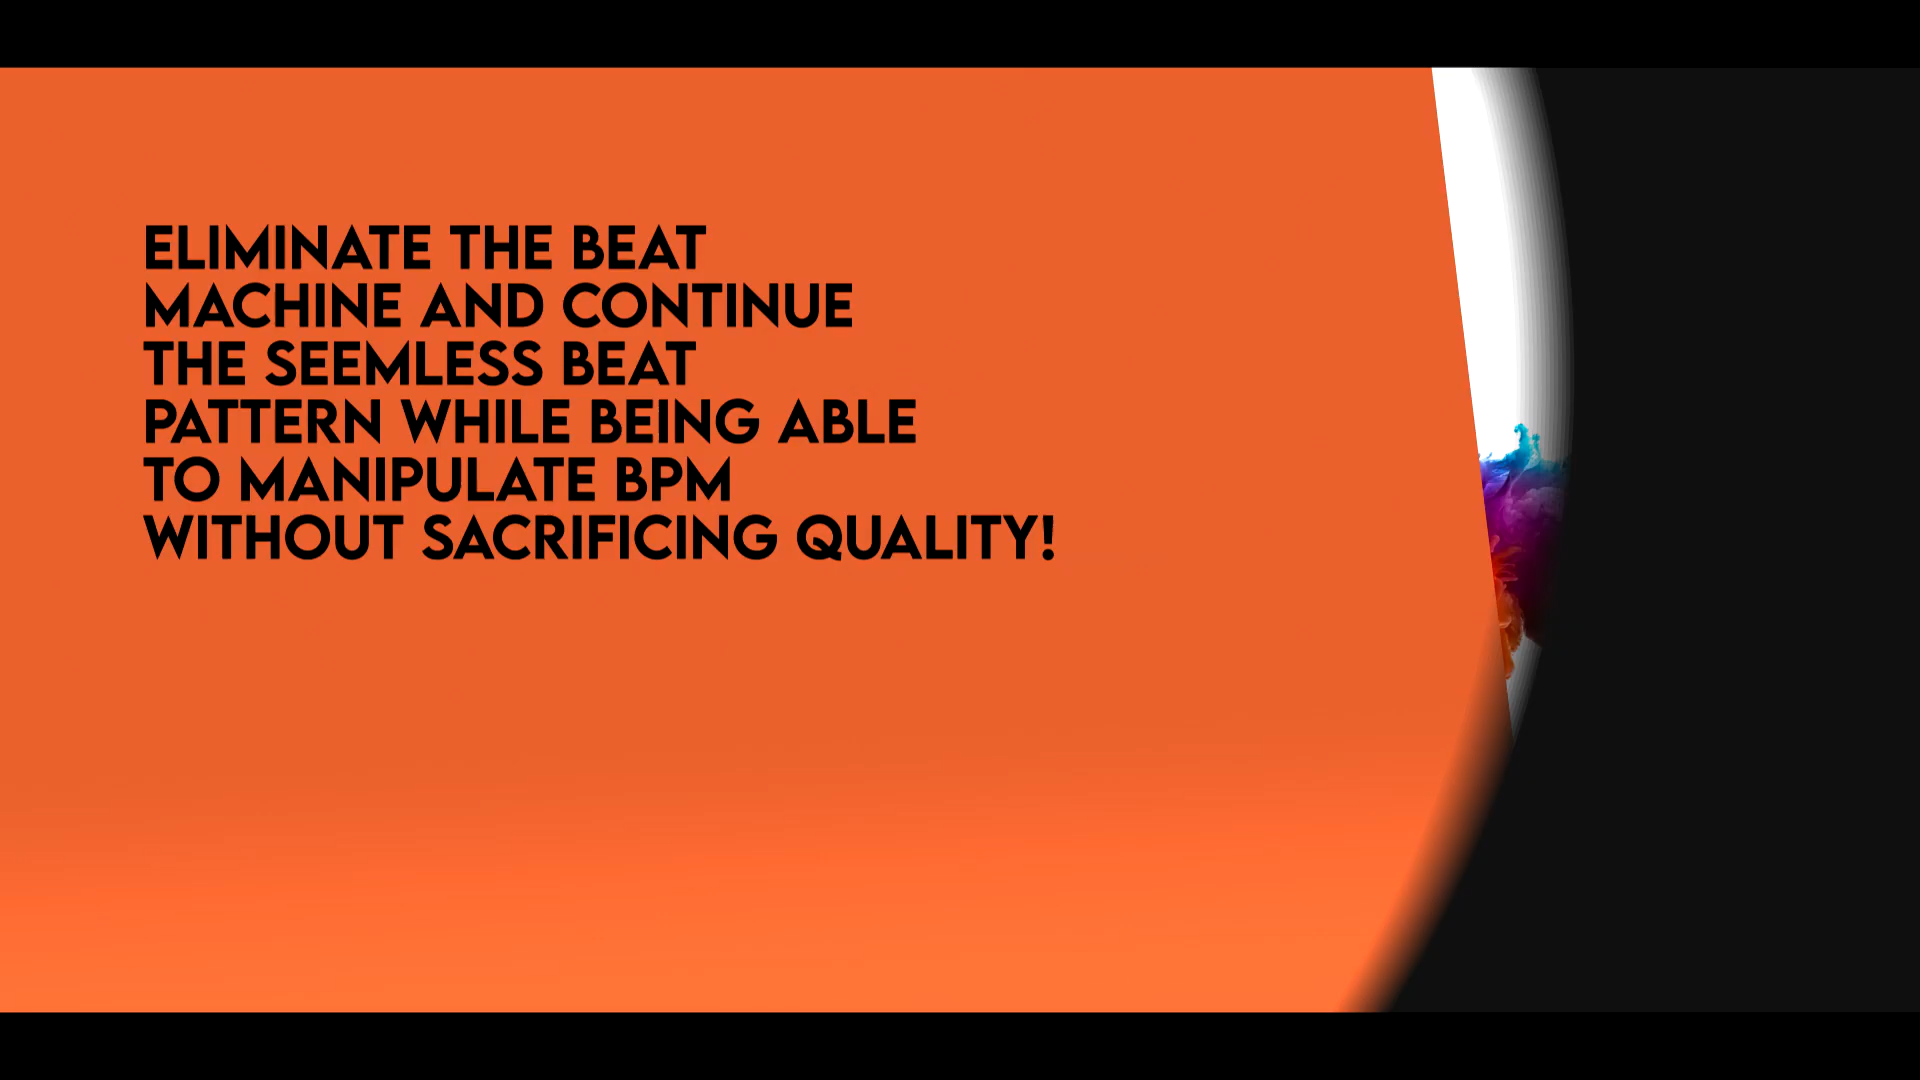 ELIMINATE THE BEAT
MACHINE AND CONTINUE
THE SEEMLESS BEAT
PATTERN WHILE BEING ABLE
TO MANIPULATE BPM
WITHOUT SACRIFICING QUALITY!